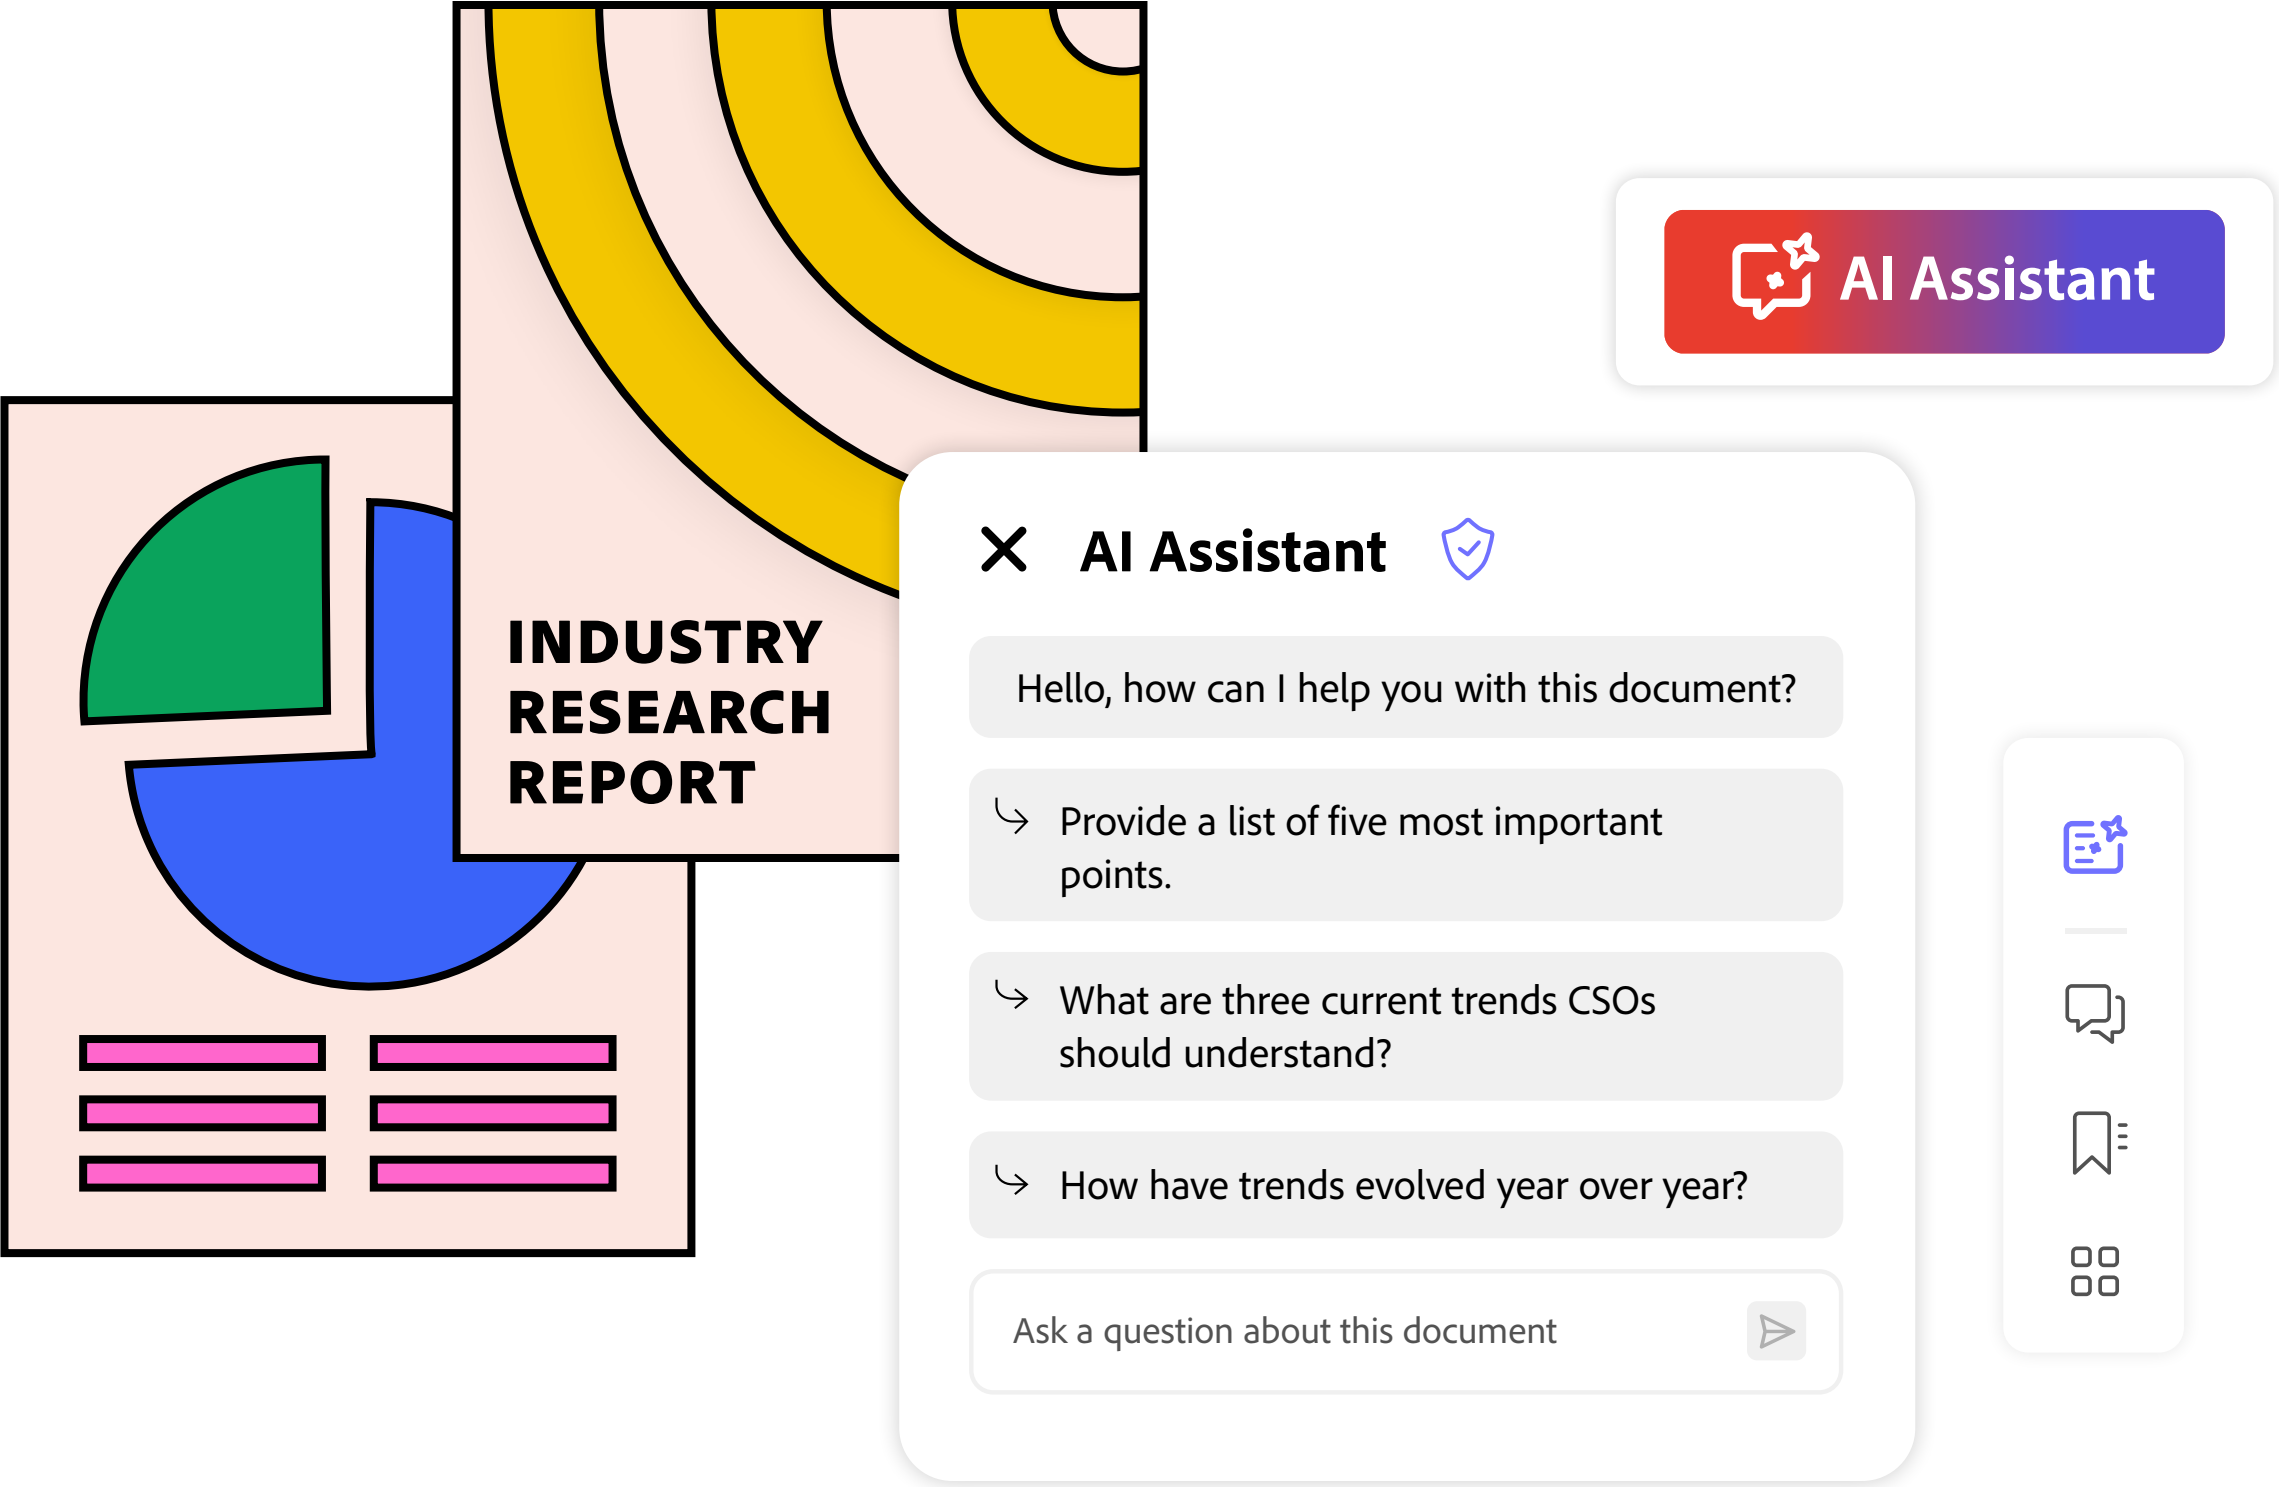 INDUSTRY
RESEARCH
REPORT
AI Assistant
AI Assistant
Hello, how can I help you with this document?
Provide a list of five most important
points.
What are three current trends CSOs
should understand?
How have trends evolved year over year?
Ask a question about this document